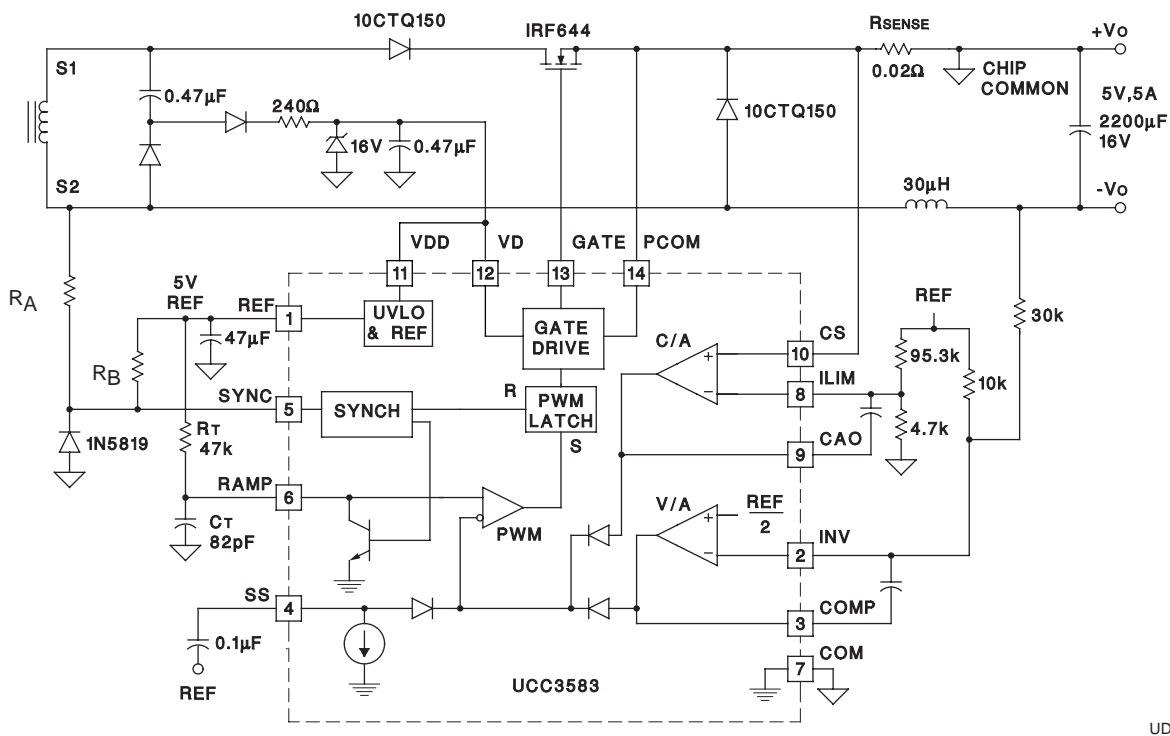 10CTQ150
IRF644
RSENSE
0.02Ω
+Vo
CHIP
COMMON
S1
0.47µF
240Ω
16V
0.47µF
10CTQ150
5V,5A
2200µF
16V
S2
30µH
-Vo
VDD
VD
GATE
PCOM
11
12
13
14
RA
5V
REF
REF
1
UVLO
& REF
47µF
GATE
DRIVE
REF
30k
RB
C/A
+
−
10
CS
95.3k
8
ILIM
10k
SYNC
5
SYNCH
R
PWM
LATCH
S
1N5819
RT
47k
4.7k
9
CAO
RAMP
6
PWM
V/A
+
−
REF
2
2
INV
CT
82pF
SS
4
3
COMP
0.1µF
REF
UCC3583
7
COM
UD